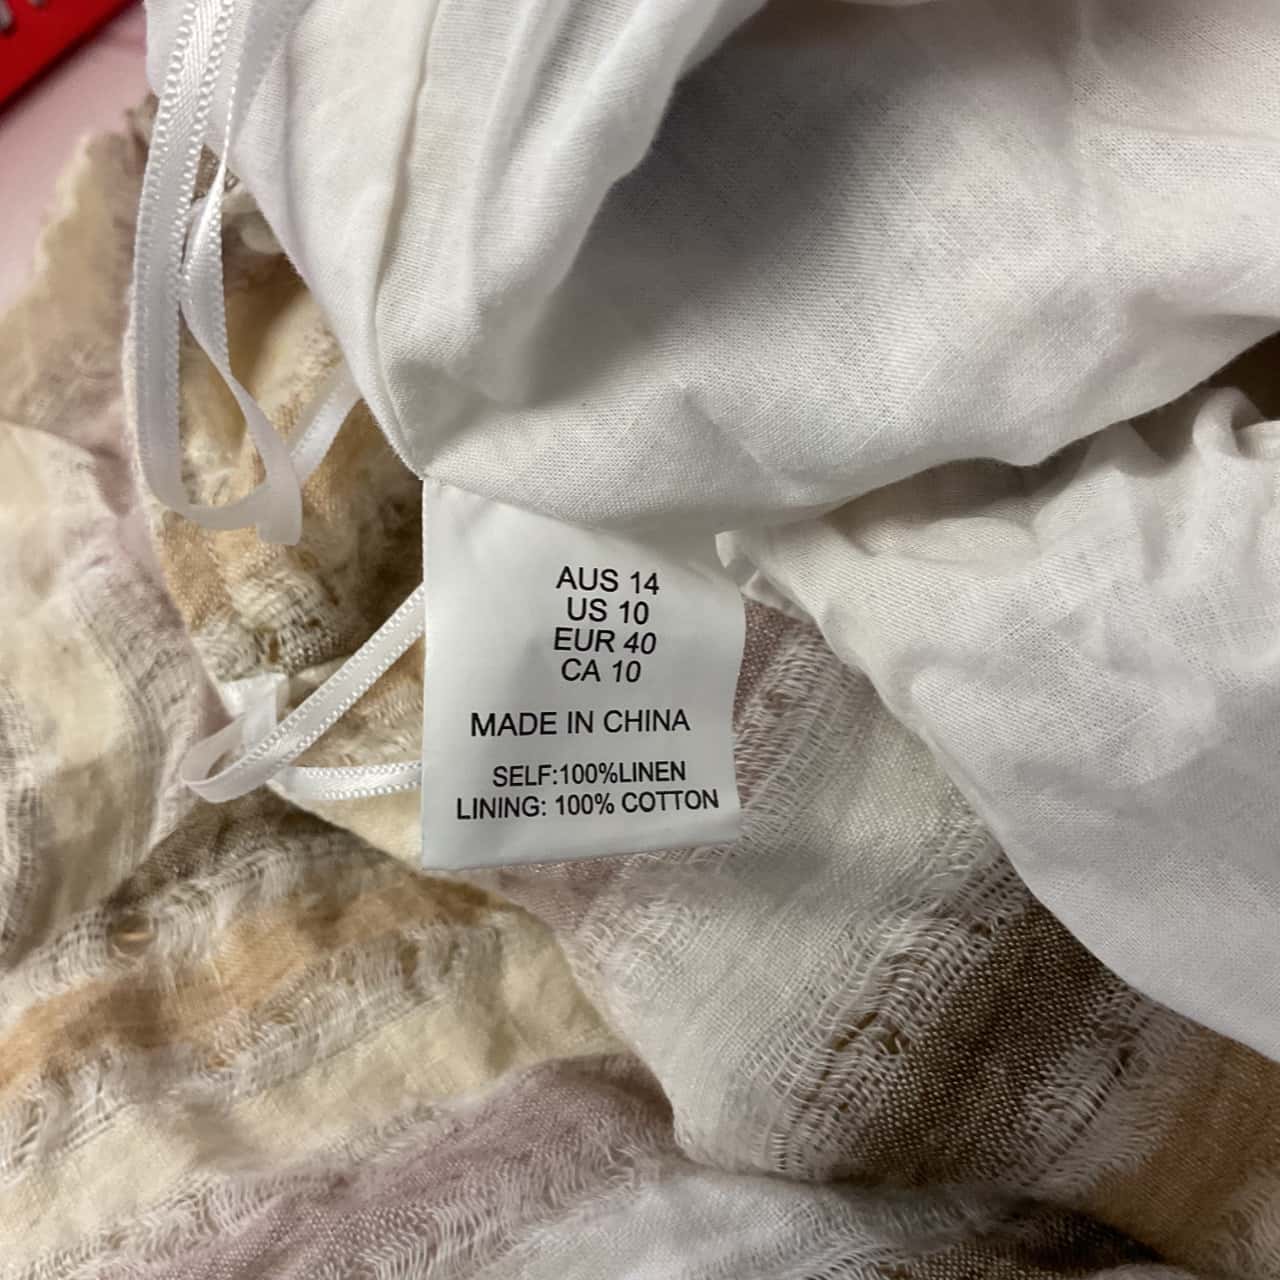 AUS 14
US 10
EUR 40
CA 10
MADE IN CHINA
SELF:100%LINEN
LINING: 100% COTTON